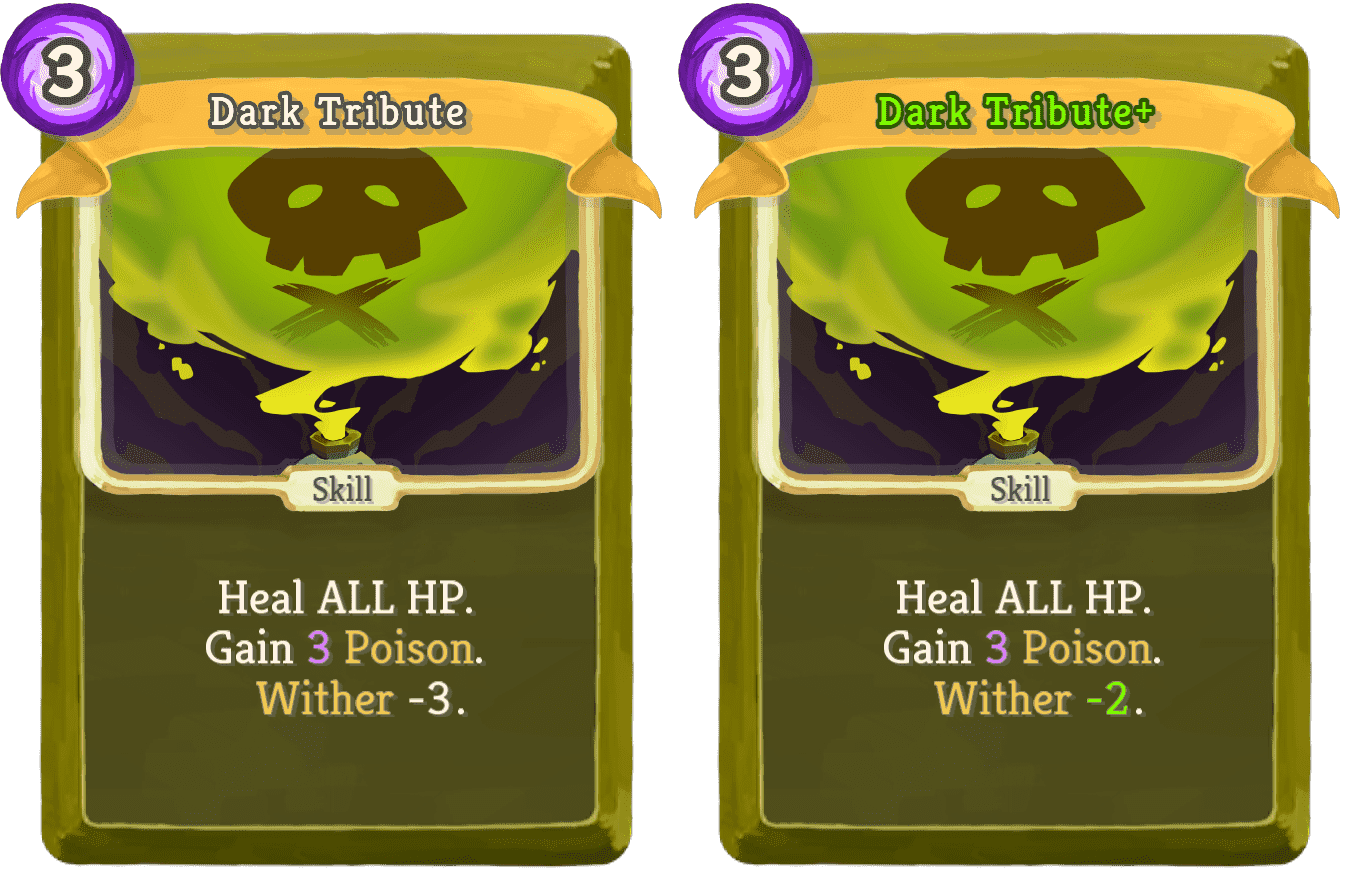 3
Dark Tribute
Skill
Heal ALL HP.
Gain 3 Poison.
Wither -3.
3
Dark Tribute+
Skill
Heal ALL HP.
Gain 3 Poison.
Wither -2.